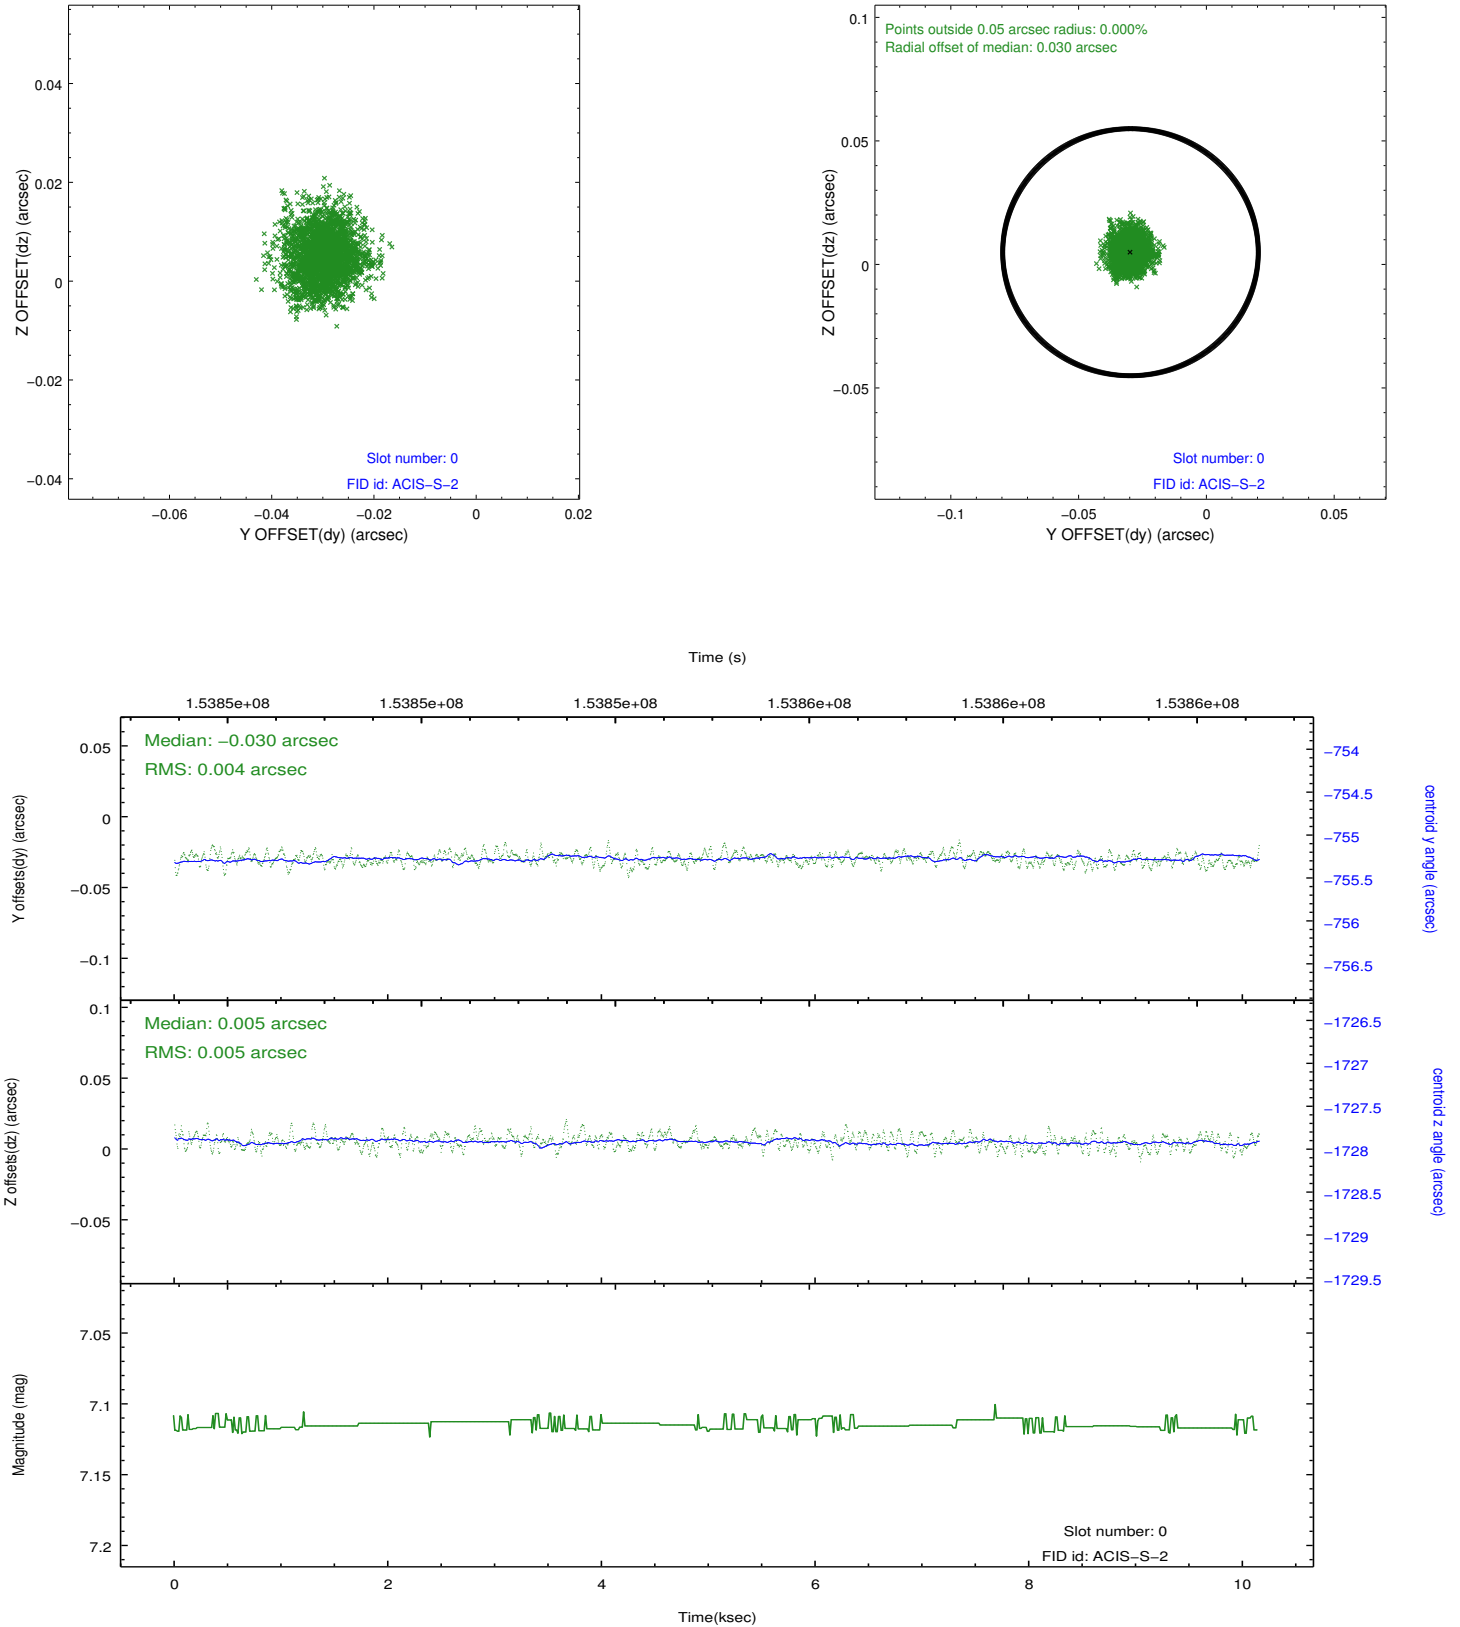 0.04
0.02
0
−0.02
−0.04
Z OFFSET(dz) (arcsec)
Slot number: 0
FID id: ACIS−S−2
−0.06
−0.04
−0.02
0
0.02
Y OFFSET(dy) (arcsec)
Points outside 0.05 arcsec radius: 0.000%
Radial offset of median: 0.030 arcsec
0.1
0.05
0
−0.05
Z OFFSET(dz) (arcsec)
Slot number: 0
FID id: ACIS−S−2
−0.1
−0.05
0
0.05
Y OFFSET(dy) (arcsec)
Time (s)
1.5385e+08
1.5385e+08
1.5385e+08
1.5386e+08
1.5386e+08
1.5386e+08
Median: −0.030 arcsec
RMS: 0.004 arcsec
0.05
0
−0.05
−0.1
Y offsets(dy) (arcsec)
−754
−754.5
−755
−755.5
−756
−756.5
centroid y angle (arcsec)
Median: 0.005 arcsec
RMS: 0.005 arcsec
0.1
0.05
0
−0.05
Z offsets(dz) (arcsec)
−1726.5
−1727
−1727.5
−1728
−1728.5
−1729
−1729.5
centroid z angle (arcsec)
7.05
7.1
7.15
7.2
Magnitude (mag)
Slot number: 0
FID id: ACIS−S−2
0
2
4
6
8
10
Time(ksec)